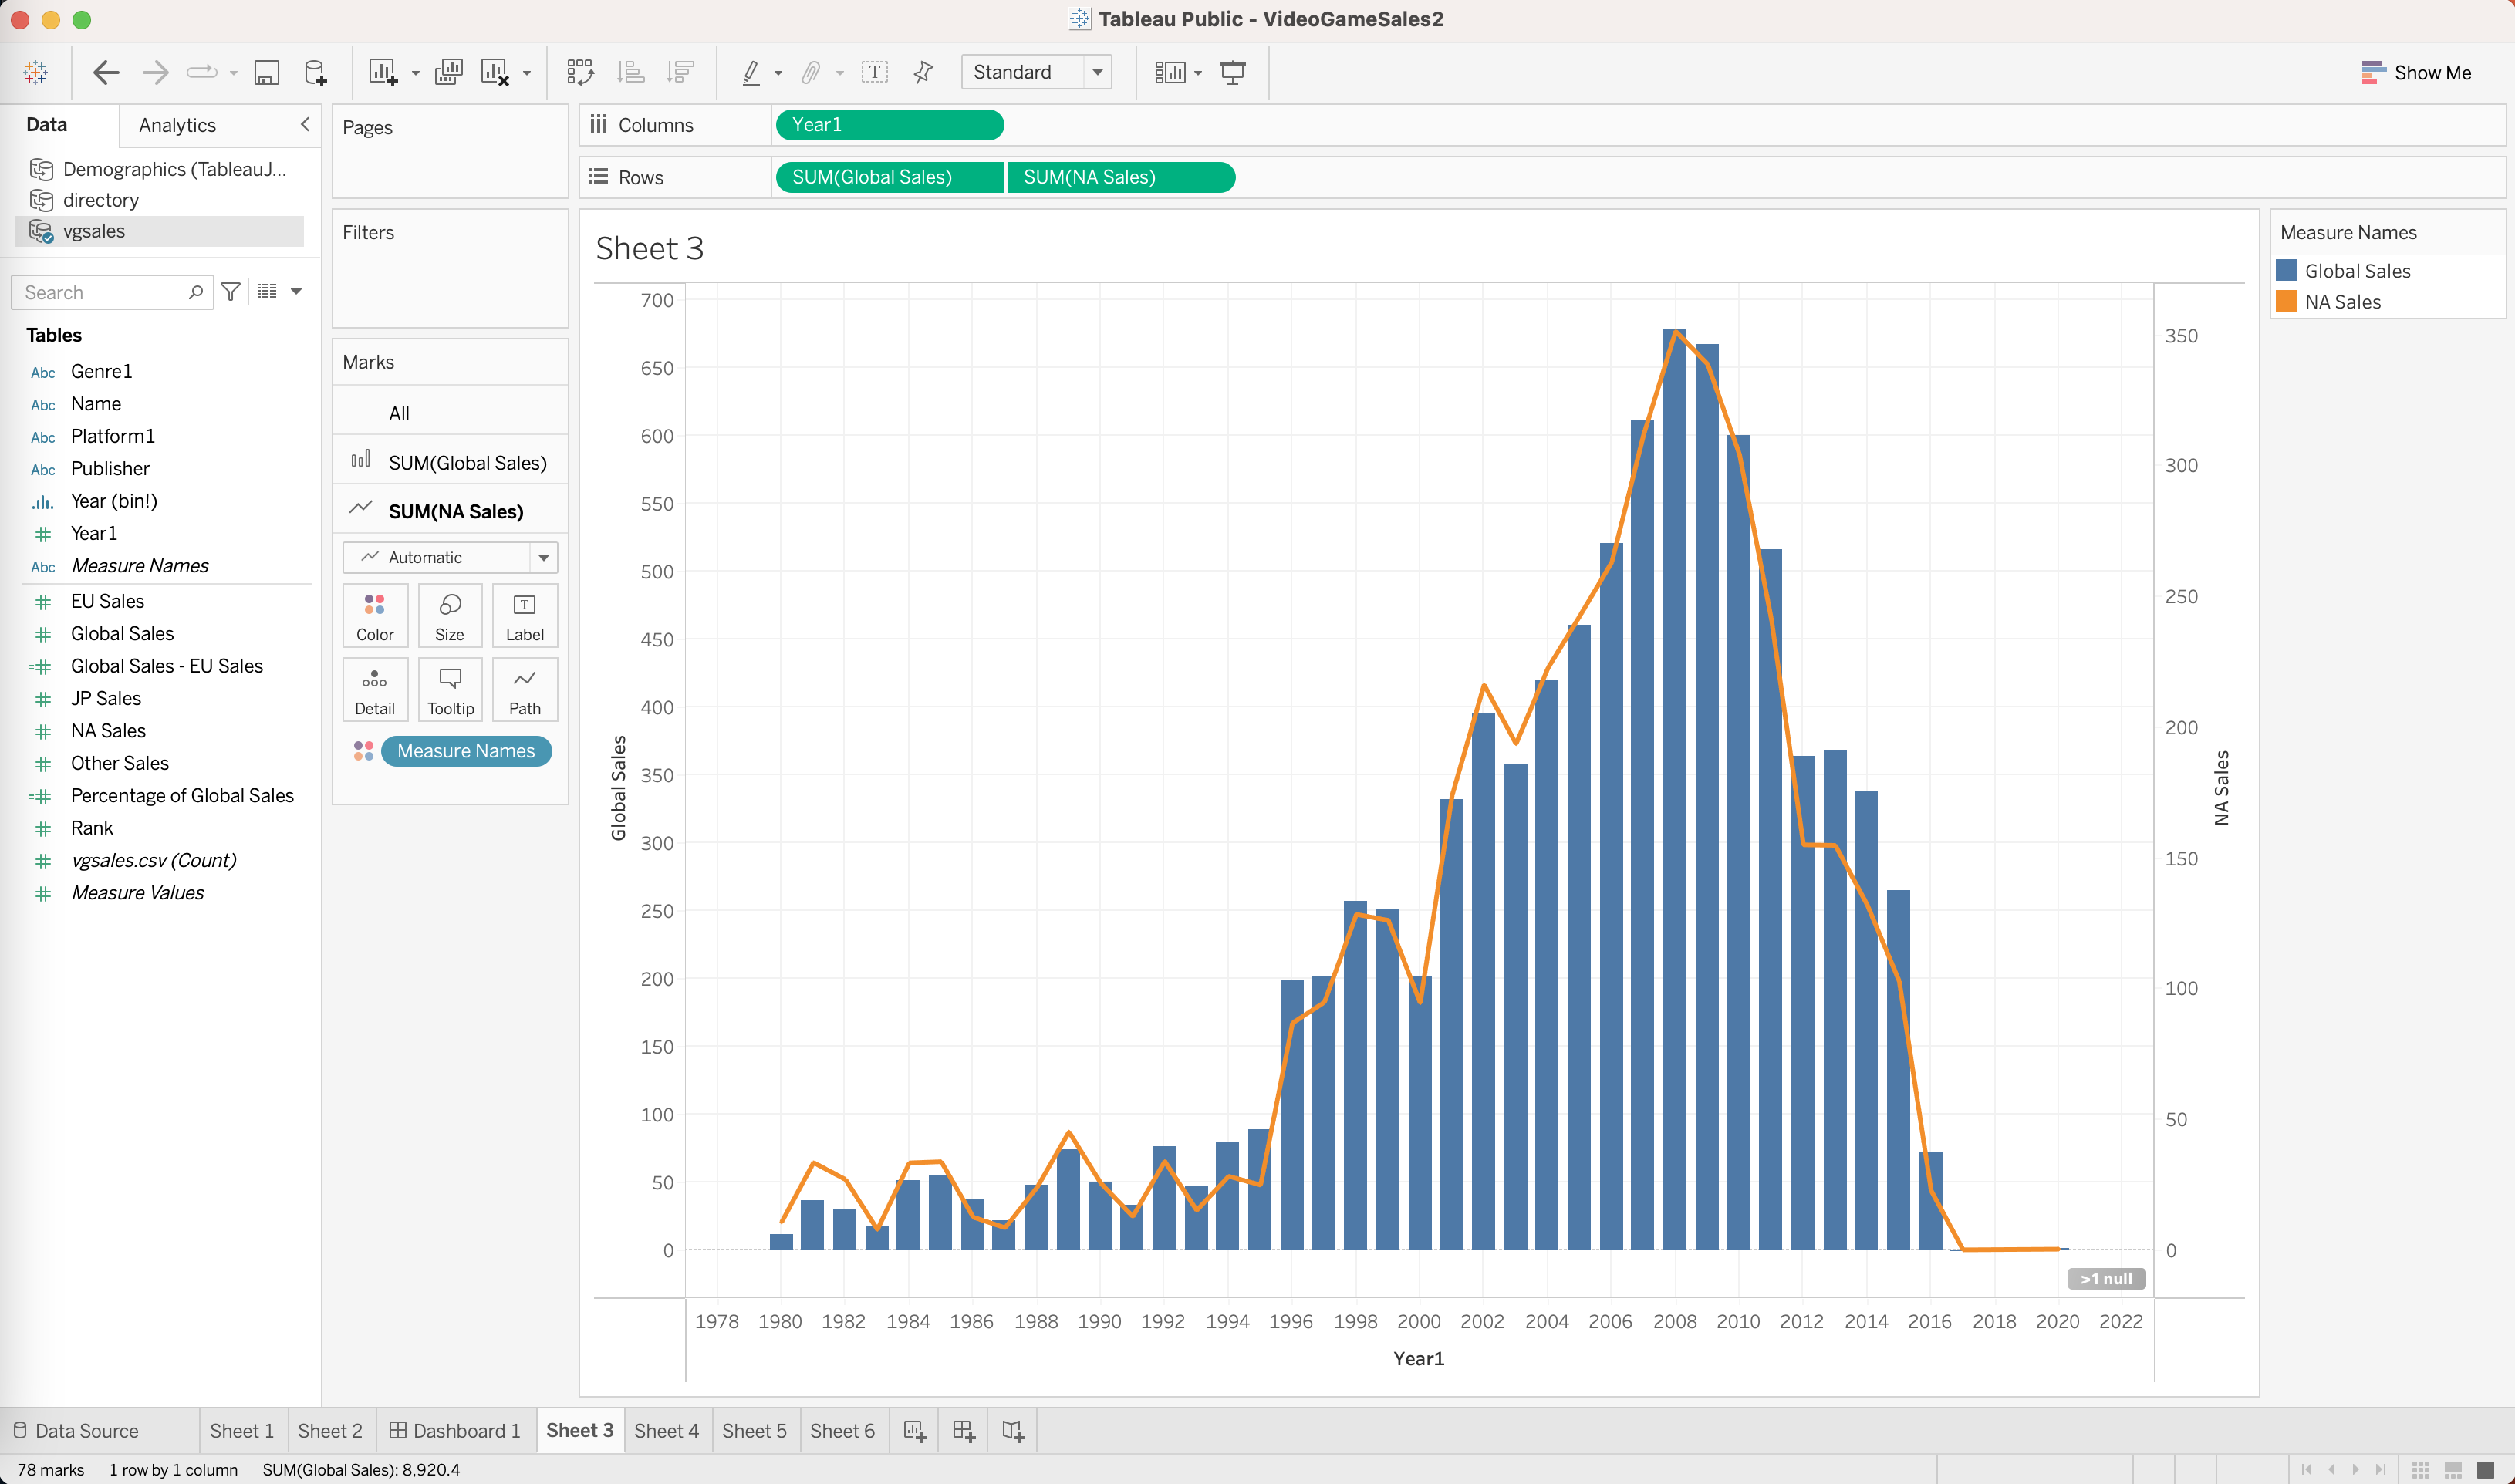 Tableau Public - VideoGameSales2
Standard
Show Me
Data
Analytics
Demographics (TableauJ...
directory
vgsales
Search
Tables
Abc Genre1
Abc Name
Abc Platform1
Abc Publisher
Year (bin!)
# Year1
Abc Measure Names
# EU Sales
# Global Sales
=# Global Sales - EU Sales
# JP Sales
# NA Sales
# Other Sales
=# Percentage of Global Sales
# Rank
# vgsales.csv (Count)
# Measure Values
Pages
Filters
Marks
All
SUM(Global Sales)
SUM(NA Sales)
Automatic
Color
Size
T
Label
Detail
Tooltip
Path
Measure Names
Columns
Year1
Rows
SUM(Global Sales)
SUM(NA Sales)
Sheet 3
Global Sales
700
650
600
550
500
450
400
350
300
250
200
150
100
50
0
350
300
250
200
150
100
50
0
NA Sales
>1 null
1978 1980 1982 1984 1986 1988 1990 1992 1994 1996 1998 2000 2002 2004 2006 2008 2010 2012 2014 2016 2018 2020 2022
Year1
Measure Names
Global Sales
NA Sales
Data Source
Sheet 1
Sheet 2
Dashboard 1
Sheet 3
Sheet 4
Sheet 5
Sheet 6
78 marks
1 row by 1 column
SUM(Global Sales): 8,920.4